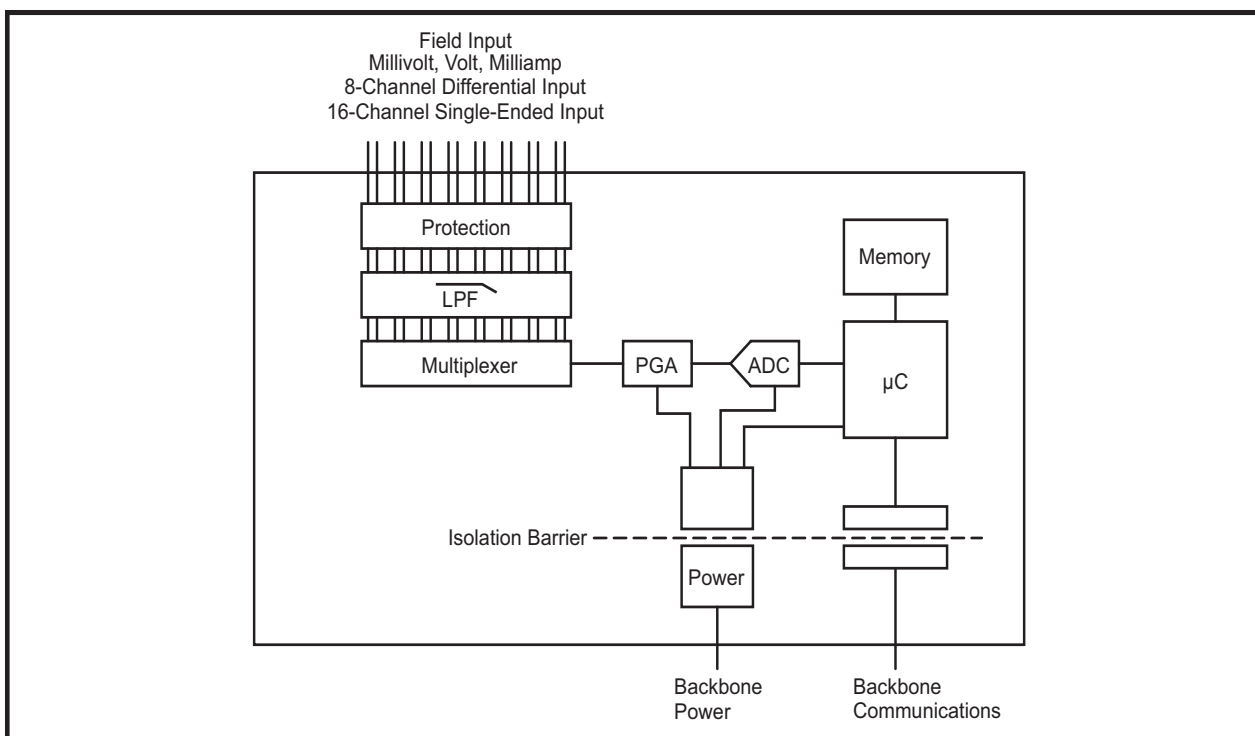 Field Input
Millivolt, Volt, Milliamp
8-Channel Differential Input
16-Channel Single-Ended Input
Protection
LPF
Multiplexer
PGA
ADC
Memory
µC
Isolation Barrier
Power
Backbone
Power
Backbone
Communications